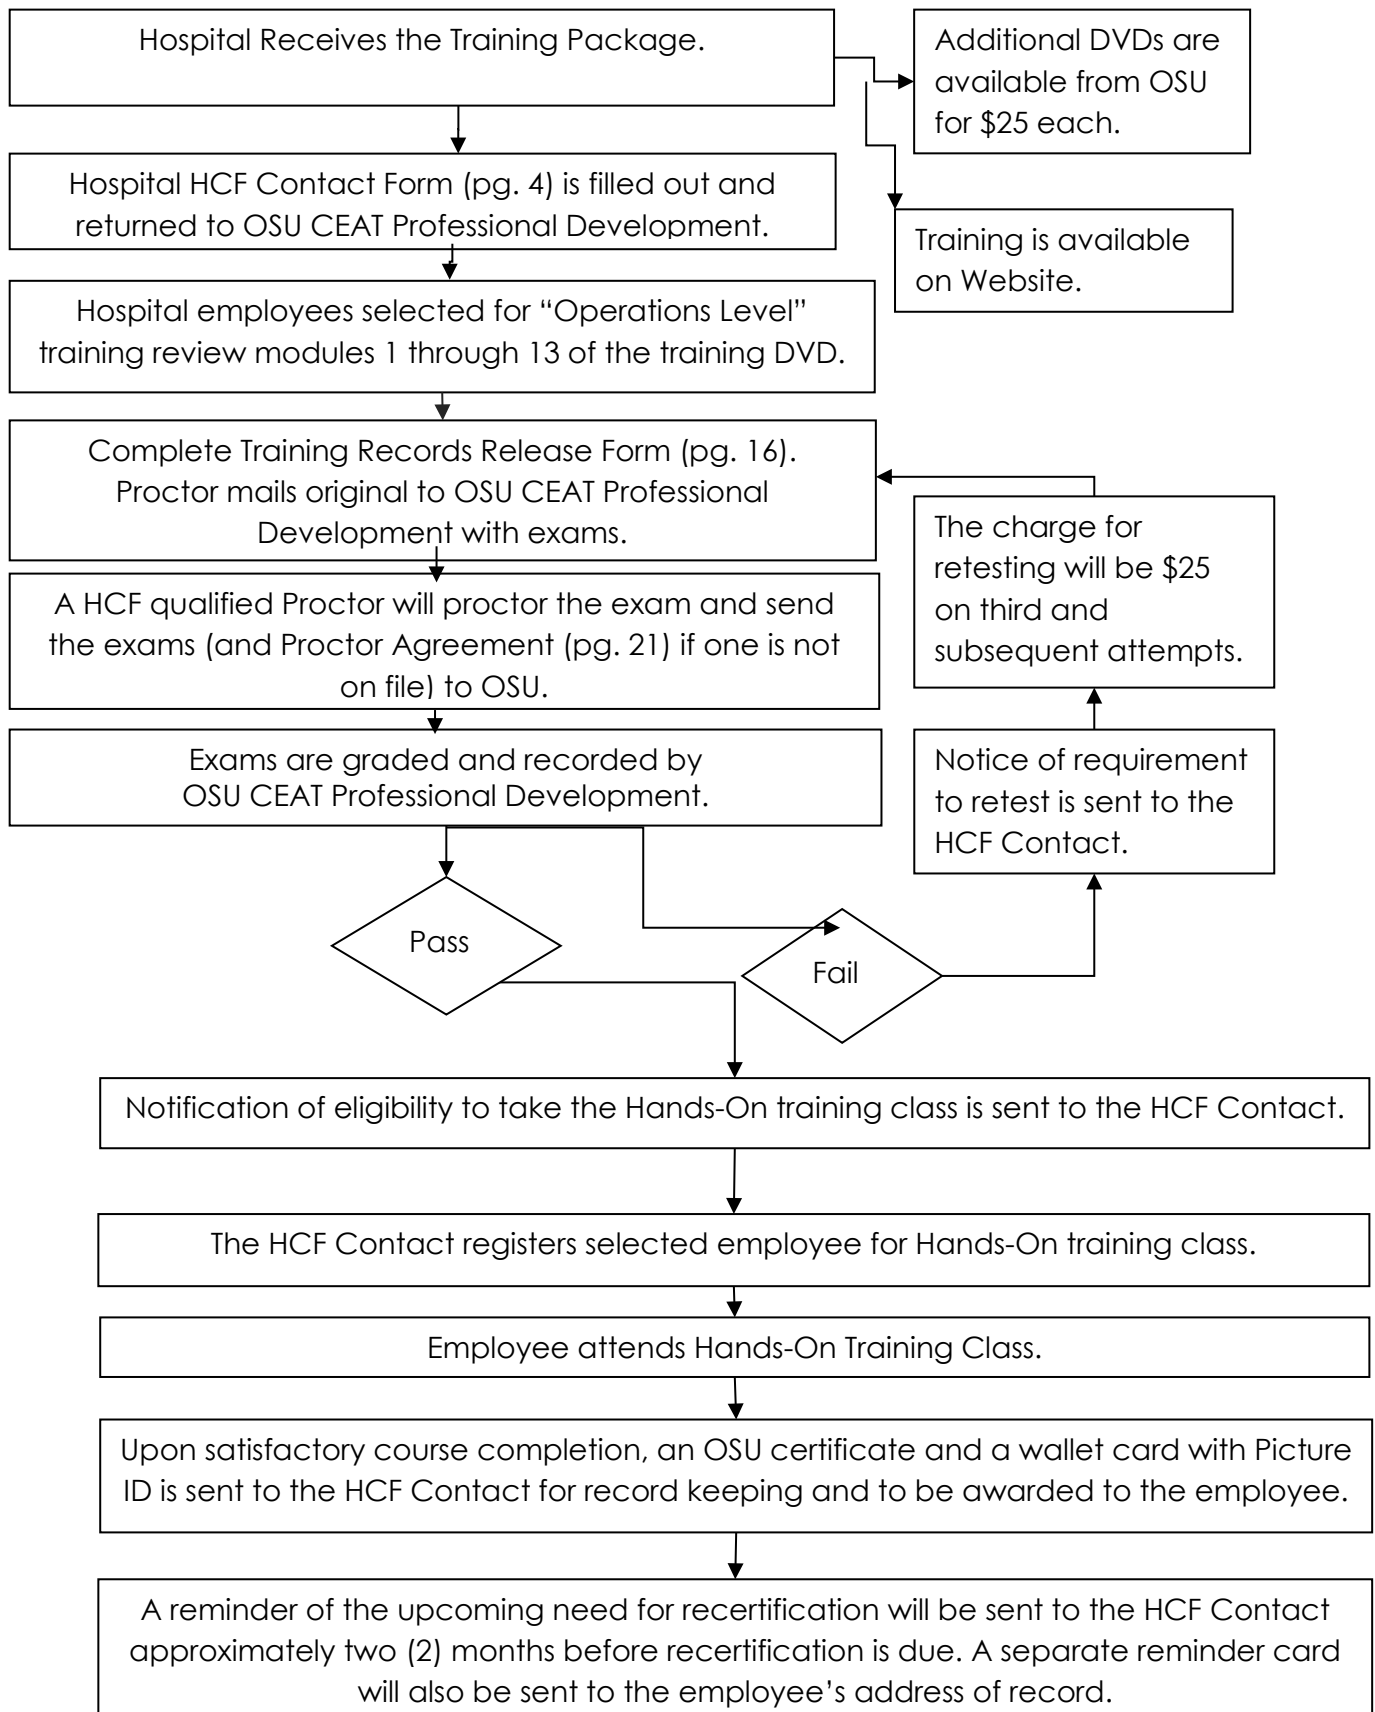 Hospital Receives the Training Package.
Additional DVDs are
available from OSU
for $25 each.
Hospital HCF Contact Form (pg. 4) is filled out and
returned to OSU CEAT Professional Development.
Training is available
on Website.
Hospital employees selected for “Operations Level”
training review modules 1 through 13 of the training DVD.
Complete Training Records Release Form (pg. 16).
Proctor mails original to OSU CEAT Professional
Development with exams.
The charge for
retesting will be $25
on third and
subsequent attempts.
A HCF qualified Proctor will proctor the exam and send
the exams (and Proctor Agreement (pg. 21) if one is not
on file) to OSU.
Exams are graded and recorded by
OSU CEAT Professional Development.
Notice of requirement
to retest is sent to the
HCF Contact.
Pass
Fail
Notification of eligibility to take the Hands-On training class is sent to the HCF Contact.
The HCF Contact registers selected employee for Hands-On training class.
Employee attends Hands-On Training Class.
Upon satisfactory course completion, an OSU certificate and a wallet card with Picture
ID is sent to the HCF Contact for record keeping and to be awarded to the employee.
A reminder of the upcoming need for recertification will be sent to the HCF Contact
approximately two (2) months before recertification is due. A separate reminder card
will also be sent to the employee’s address of record.